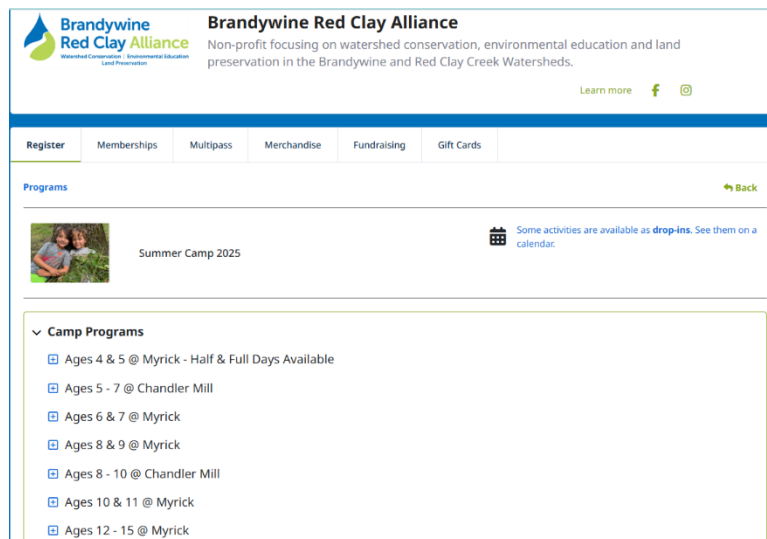 Brandywine
Red Clay Alliance
Watershed Conservation | Environmental Education
Land Preservation
Brandywine Red Clay Alliance
Non-profit focusing on watershed conservation, environmental education and land
preservation in the Brandywine and Red Clay Creek Watersheds.
Learn more
Register Memberships Multipass Merchandise Fundraising Gift Cards
Programs Back
Summer Camp 2025
Some activities are available as drop-ins. See them on a
calendar.
Camp Programs
Ages 4 & 5 @ Myrick - Half & Full Days Available
Ages 5 - 7 @ Chandler Mill
Ages 6 & 7 @ Myrick
Ages 8 & 9 @ Myrick
Ages 8 - 10 @ Chandler Mill
Ages 10 & 11 @ Myrick
Ages 12 - 15 @ Myrick